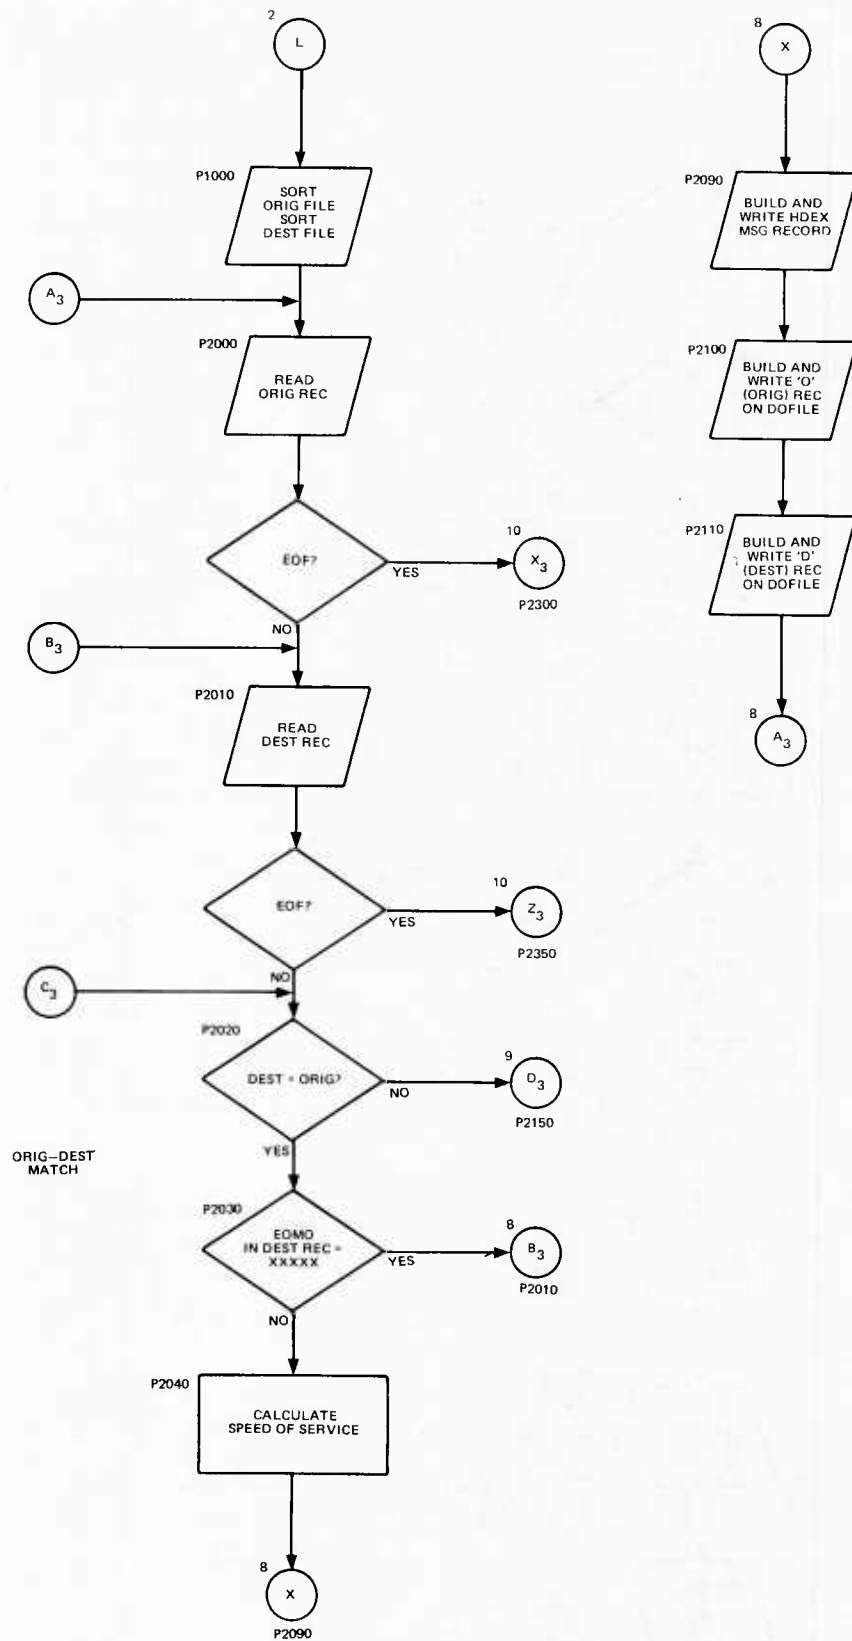 2
L
P1000
SORT
ORIG FILE
SORT
DEST FILE
A3
P2000
READ
ORIG REC
EOF?
YES
10
X3
P2300
NO
B3
P2010
READ
DEST REC
EOF?
YES
10
Z3
P2350
NO
C3
P2020
DEST = ORIG?
NO
9
D3
P2150
YES
ORIG–DEST
MATCH
P2030
EOMO
IN DEST REC =
XXXXX
YES
8
B3
P2010
NO
P2040
CALCULATE
SPEED OF SERVICE
8
X
P2090
8
X
P2090
BUILD AND
WRITE HDEX
MSG RECORD
P2100
BUILD AND
WRITE 'O'
(ORIG) REC
ON DOFILE
P2110
BUILD AND
WRITE 'D'
(DEST) REC
ON DOFILE
8
A3